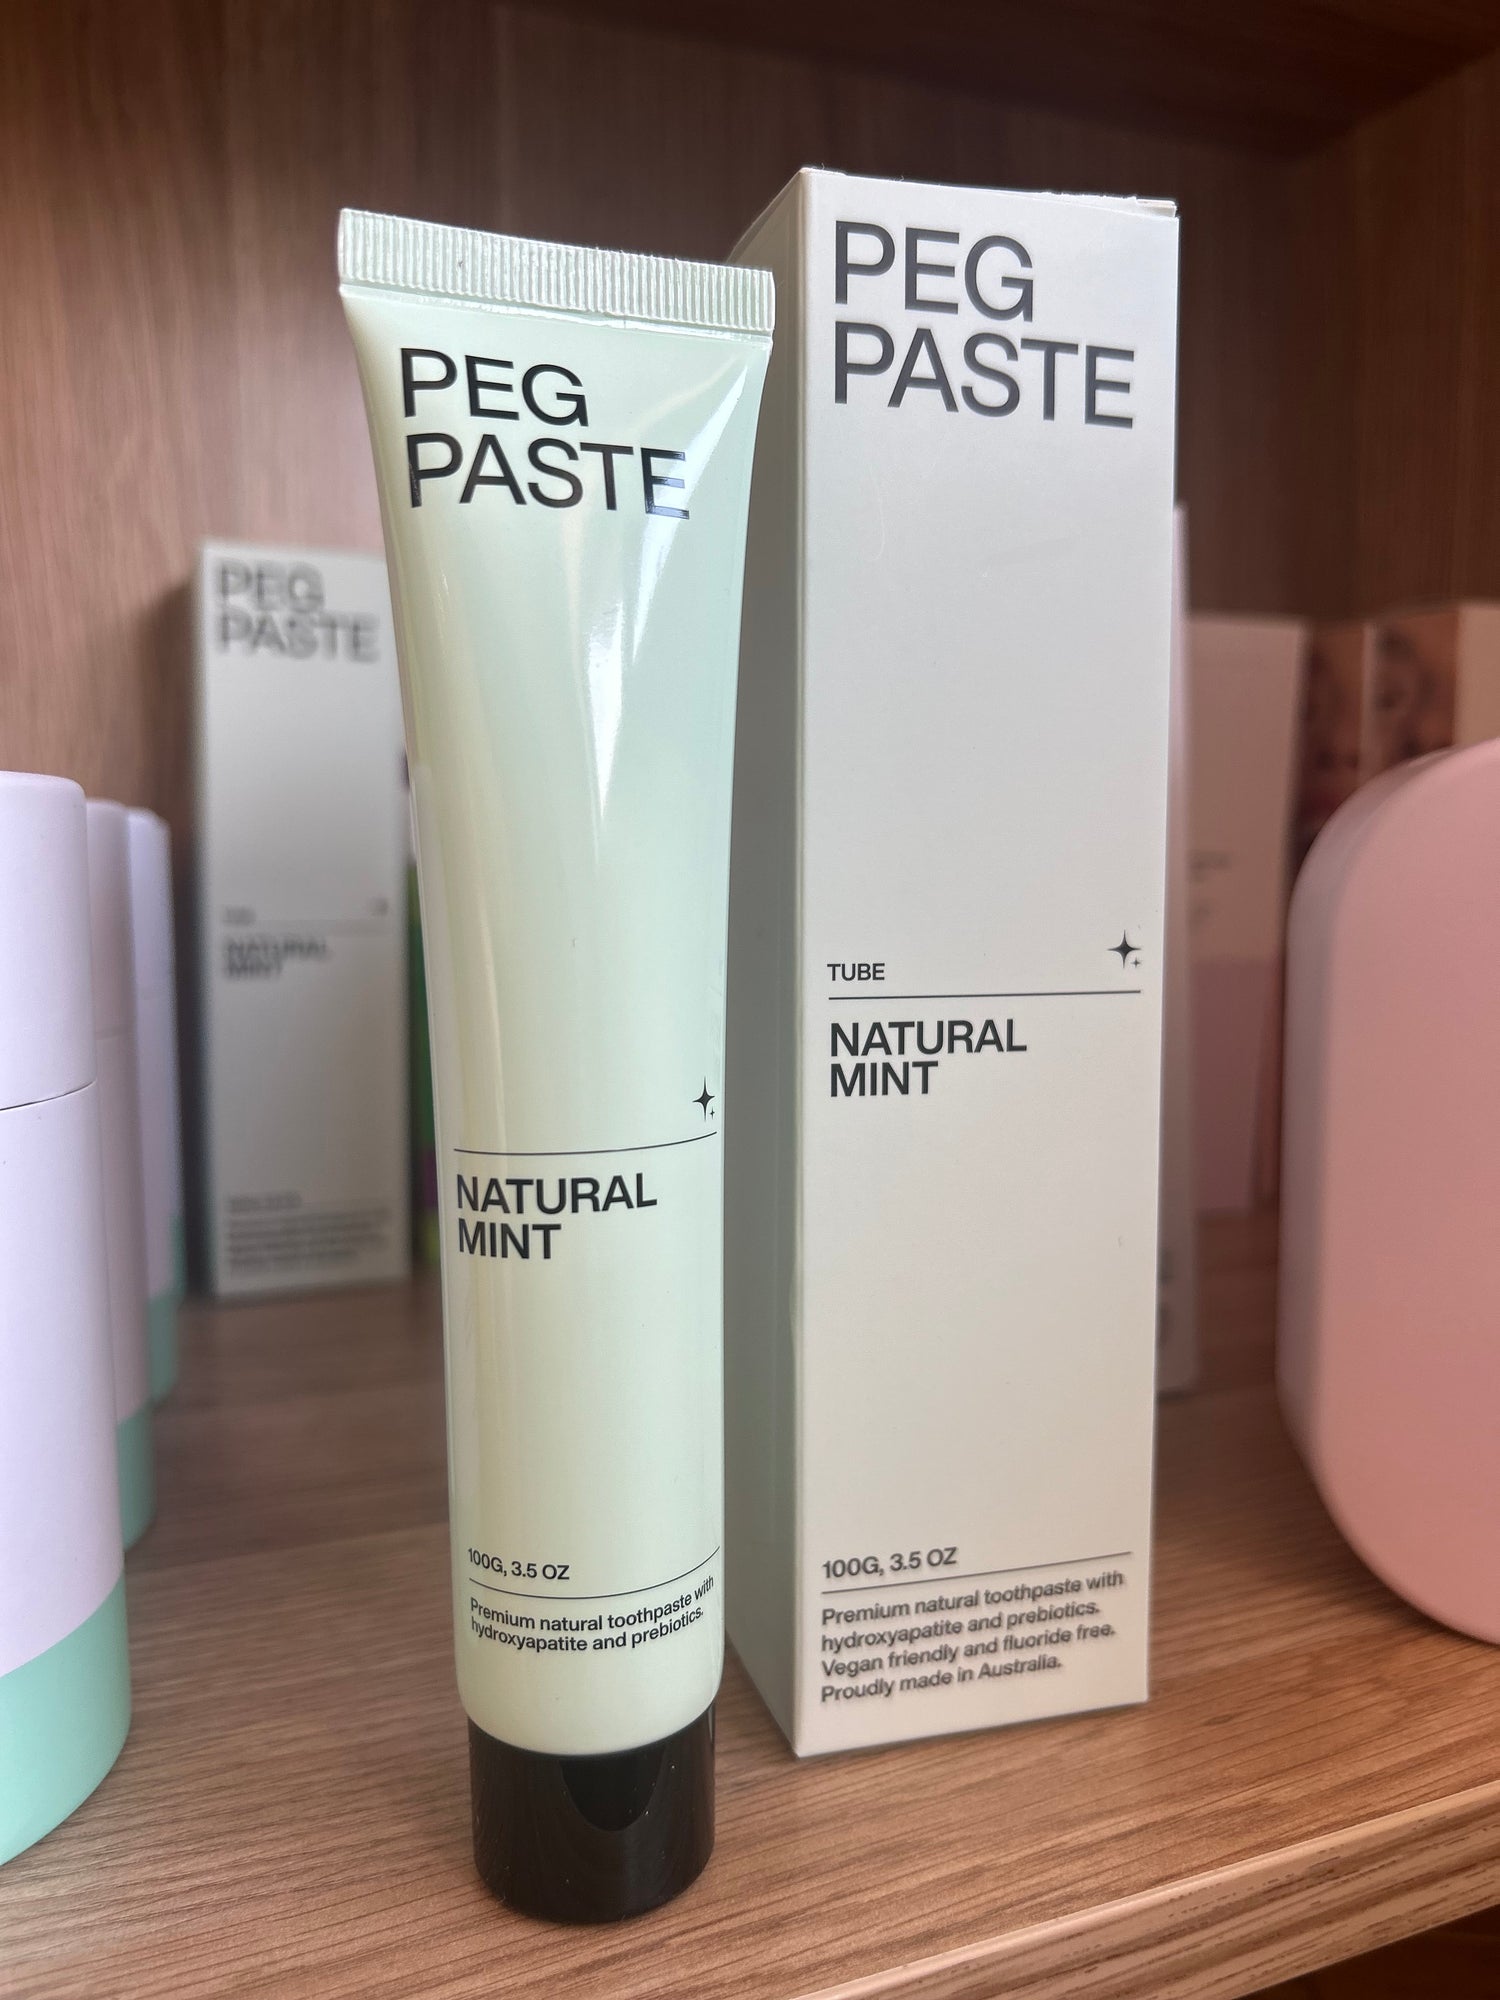 PEG
PASTE
NATURAL
MINT
100G, 3.5 OZ
Premium natural toothpaste with
hydroxyapatite and prebiotics.
PEG
PASTE
TUBE
NATURAL
MINT
100G, 3.5 OZ
Premium natural toothpaste with
hydroxyapatite and prebiotics.
Vegan friendly and fluoride free.
Proudly made in Australia.
PEG
PASTE
NATURAL
MINT